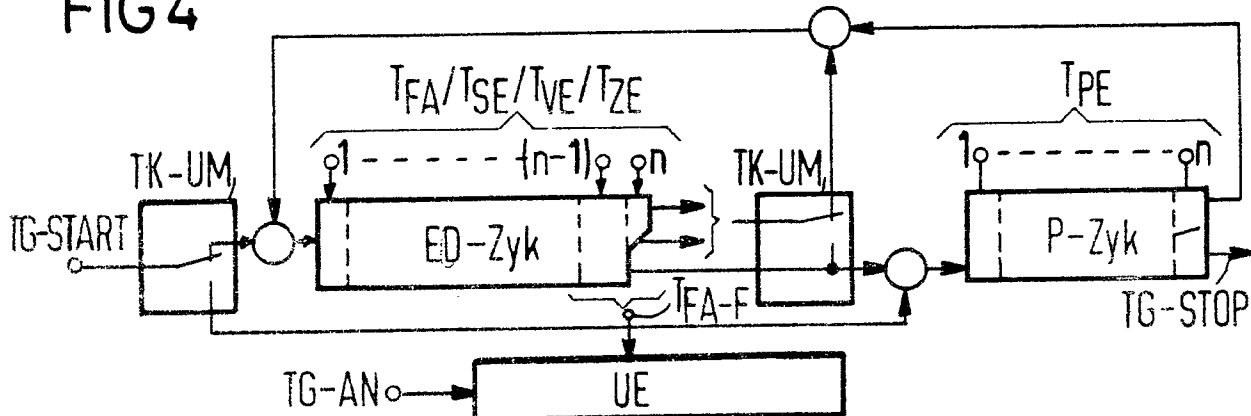 FIG 4
TFA/TSE/TVE/TZE
TPE
1 - - - - - - (n-1) n
1 - - - - - - - - - - n
TK-UM
TK-UM
TG-START
ED-Zyk
P-Zyk
TFA-F
TG-STOP
TG-AN
UE